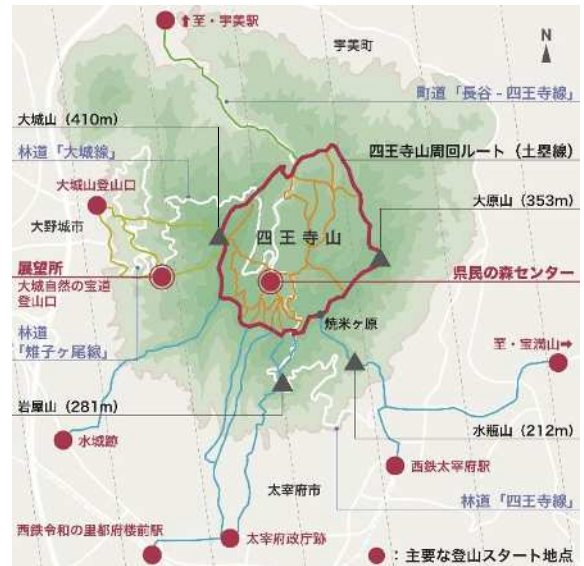 ⬆至・宇美駅
宇美町
N
町道「長谷 - 四王寺線」
大城山（410m）
四王寺山周回ルート（土塁線）
林道「大城線」
大城山登山口
大原山（353m）
大野城市
四王寺山
展望所
大城自然の宝道
登山口
県民の森センター
焼米ヶ原
林道
「雉子ヶ尾線」
至・宝満山➡
岩屋山（281m）
水瓶山（212m）
水城跡
西鉄太宰府駅
太宰府市
林道「四王寺線」
西鉄令和の里都府楼前駅
太宰府政庁跡
：主要な登山スタート地点